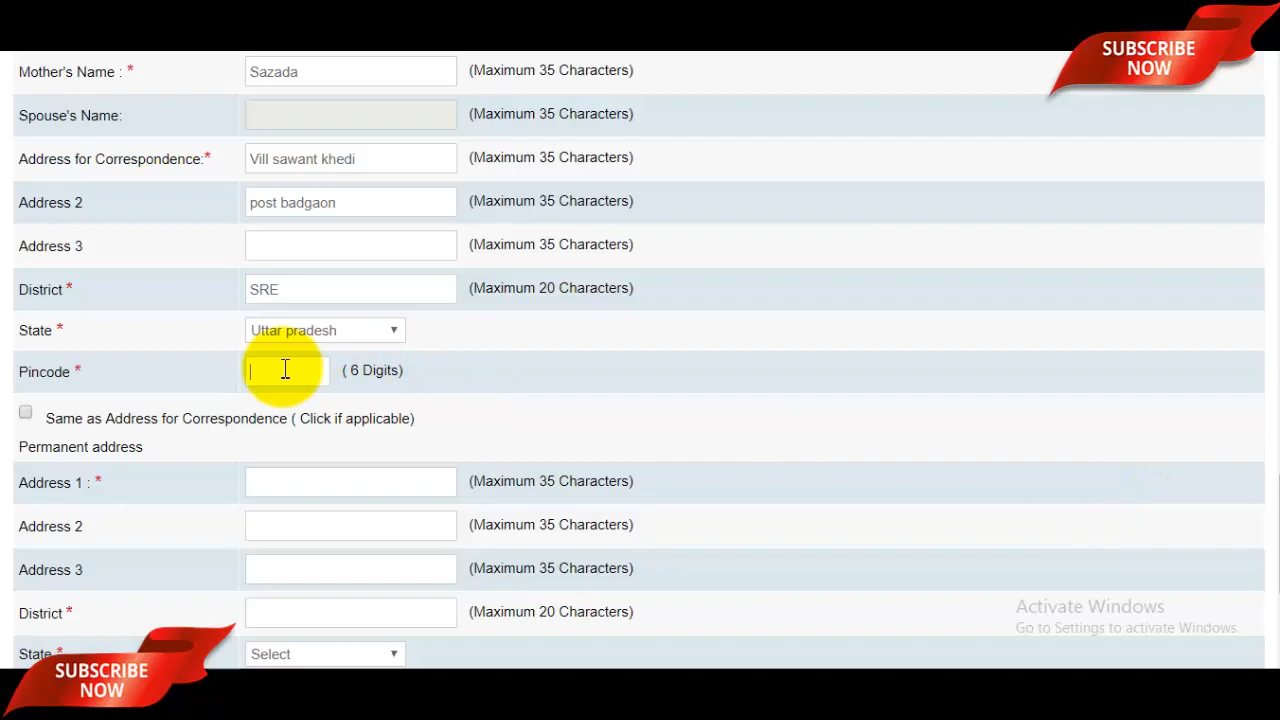 SUBSCRIBE
NOW
Mother's Name : * Sazada (Maximum 35 Characters)
Spouse's Name: (Maximum 35 Characters)
Address for Correspondence:* Vill sawant khedi (Maximum 35 Characters)
Address 2 post badgaon (Maximum 35 Characters)
Address 3 (Maximum 35 Characters)
District * SRE (Maximum 20 Characters)
State * Uttar pradesh
Pincode * ( 6 Digits)
Same as Address for Correspondence ( Click if applicable)
Permanent address
Address 1 : * (Maximum 35 Characters)
Address 2 (Maximum 35 Characters)
Address 3 (Maximum 35 Characters)
District * (Maximum 20 Characters)
Activate Windows
Go to Settings to activate Windows.
State * Select
SUBSCRIBE
NOW